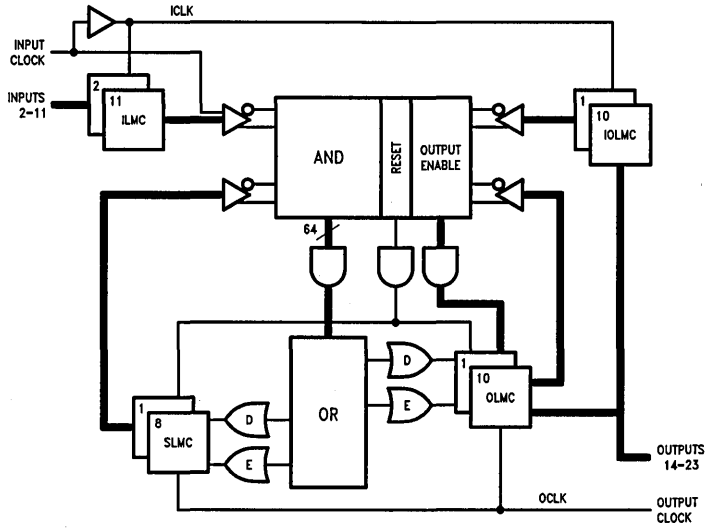 ICLK
INPUT
CLOCK
INPUTS
2-11
2
11
ILMC
AND
RESET
OUTPUT
ENABLE
1
10
IOLMC
64
OR
D
E
D
E
1
10
OLMC
1
8
SLMC
OUTPUTS
14-23
OCLK
OUTPUT
CLOCK